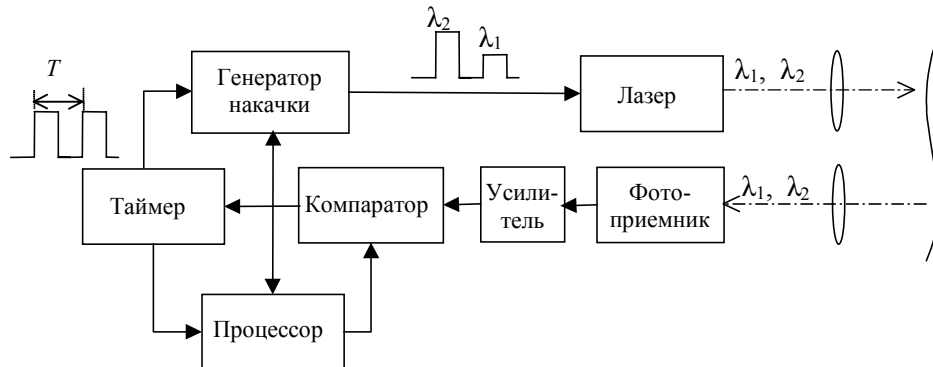 λ₂
λ₁
T
Генератор
накачки
Лазер
λ₁, λ₂
Таймер
Компаратор
Усили-
тель
Фото-
приемник
λ₁, λ₂
Процессор